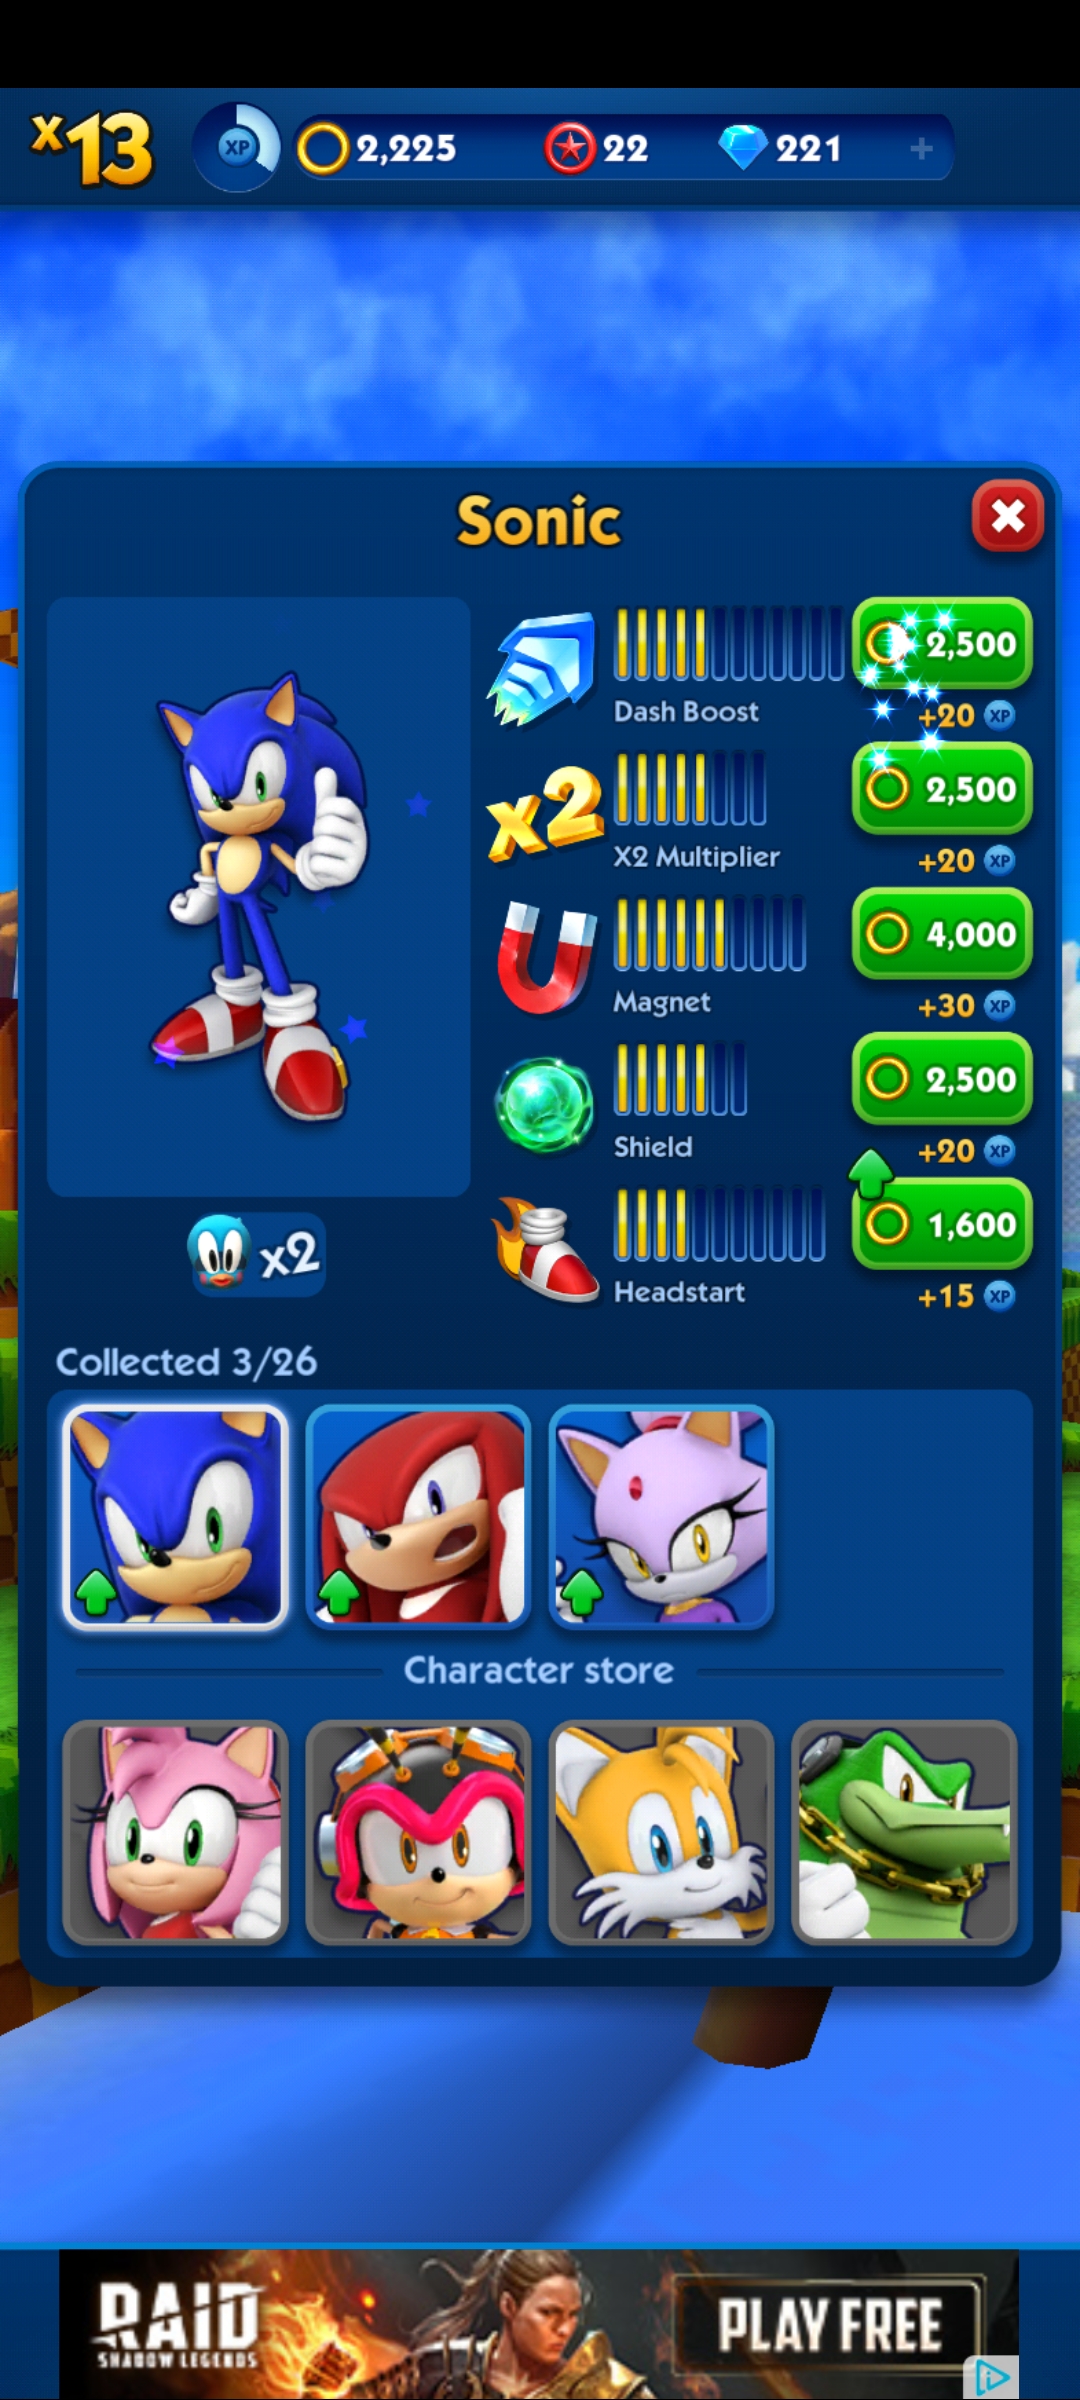 x13
XP
2,225
22
221
+
Sonic
2,500
Dash Boost
+20 XP
x2
2,500
X2 Multiplier
+20 XP
4,000
Magnet
+30 XP
2,500
Shield
+20 XP
1,600
Headstart
+15 XP
x2
Collected 3/26
Character store
RAID
SHADOW LEGENDS
PLAY FREE